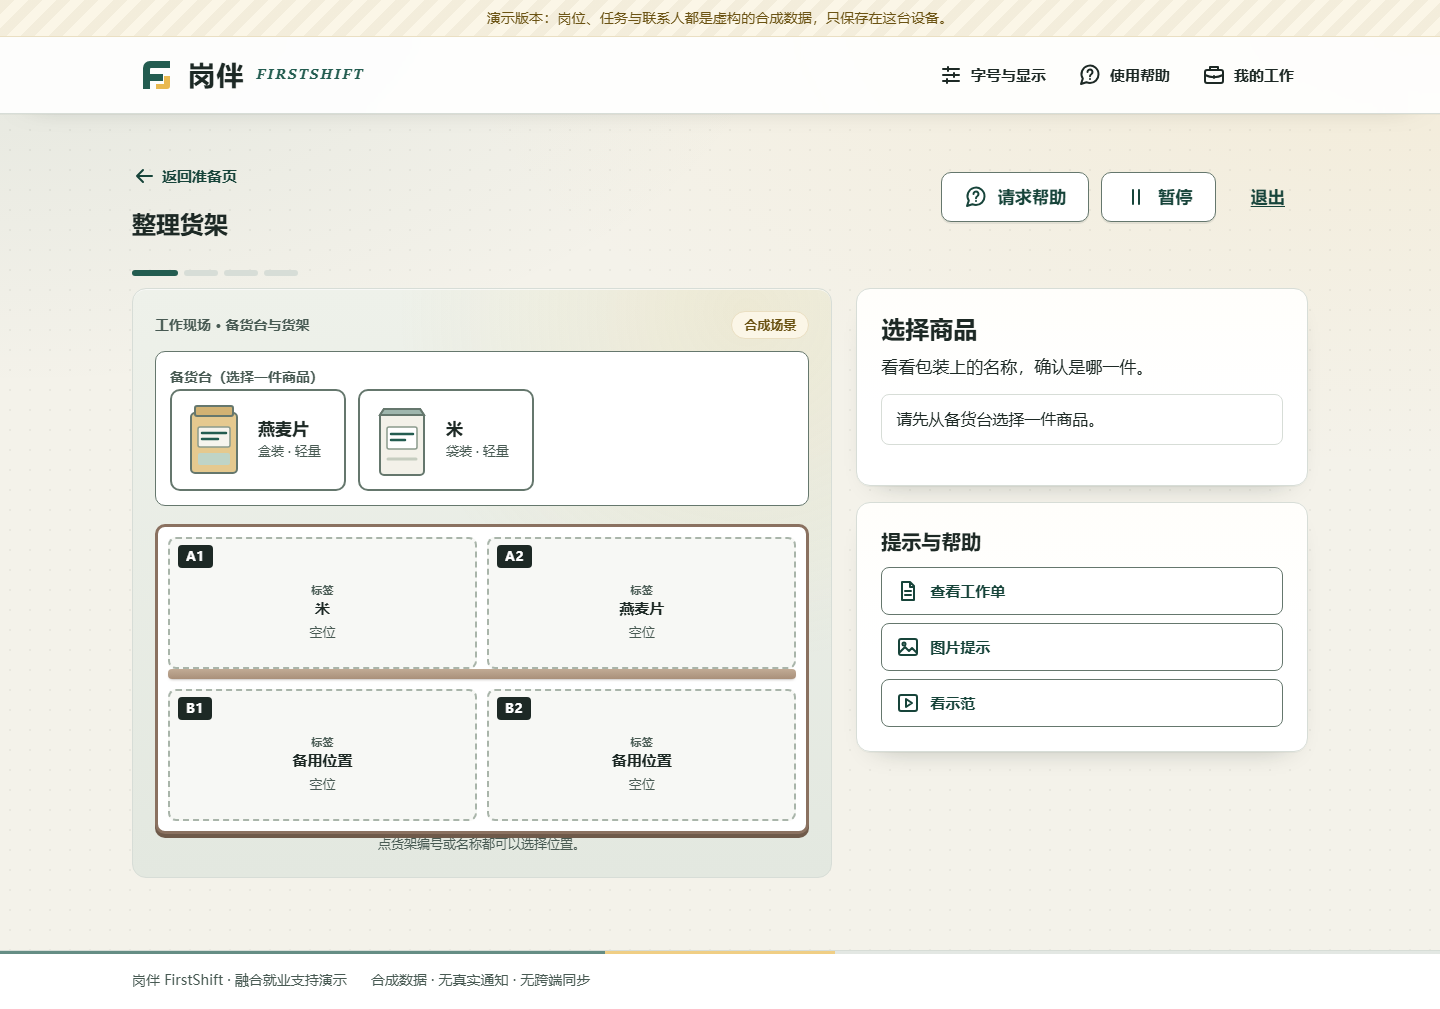 演示版本：岗位、任务与联系人都是虚构的合成数据，只保存在这台设备。
岗伴 FIRSTSHIFT
字号与显示
使用帮助
我的工作
返回准备页
整理货架
请求帮助
暂停
退出
工作现场 • 备货台与货架
合成场景
备货台（选择一件商品）
燕麦片
盒装 · 轻量
米
袋装 · 轻量
A1
标签
米
空位
A2
标签
燕麦片
空位
B1
标签
备用位置
空位
B2
标签
备用位置
空位
点货架编号或名称都可以选择位置。
选择商品
看看包装上的名称，确认是哪一件。
请先从备货台选择一件商品。
提示与帮助
查看工作单
图片提示
看示范
岗伴 FirstShift · 融合就业支持演示
合成数据 · 无真实通知 · 无跨端同步